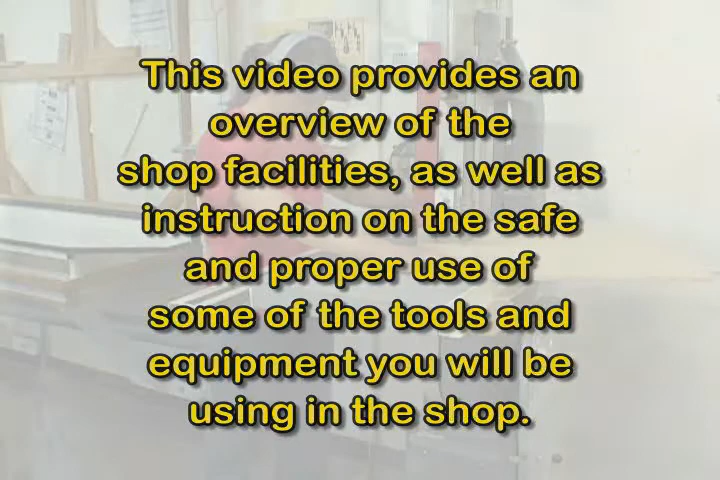 This video provides an
overview of the
shop facilities, as well as
instruction on the safe
and proper use of
some of the tools and
equipment you will be
using in the shop.